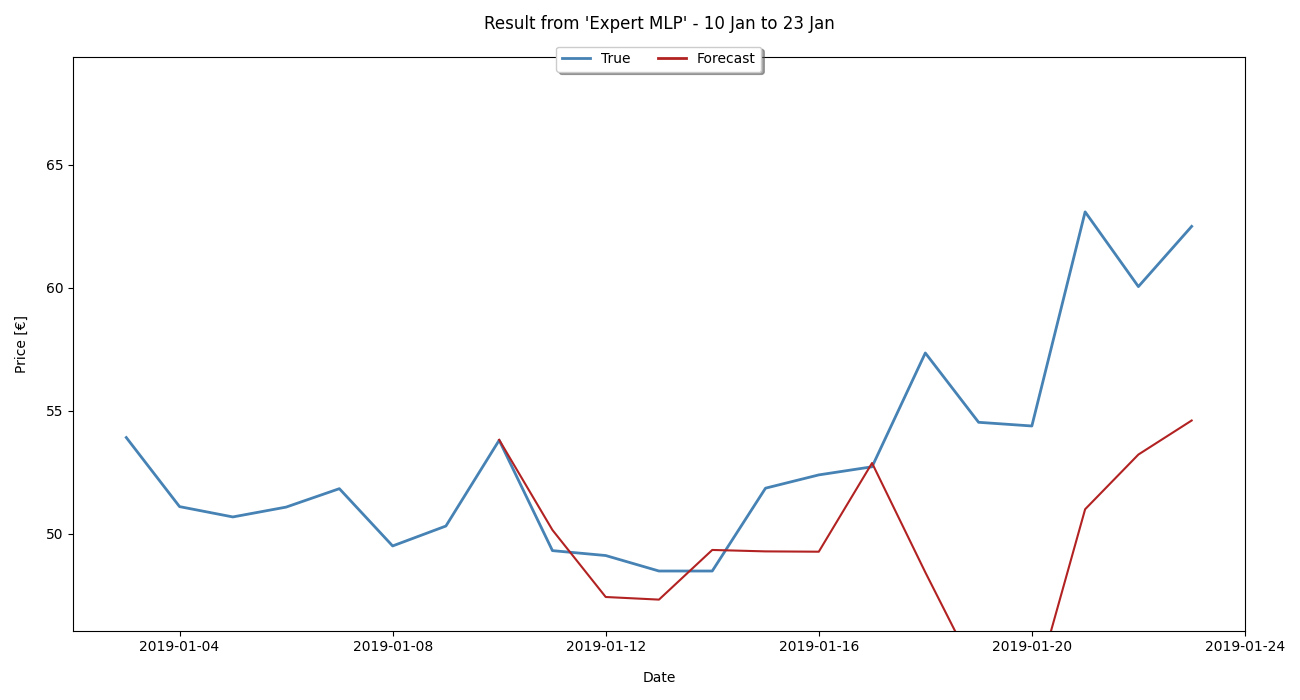 Result from 'Expert MLP' - 10 Jan to 23 Jan
True Forecast
65
60
55
50
Price [€]
2019-01-04 2019-01-08 2019-01-12 2019-01-16 2019-01-20 2019-01-24
Date